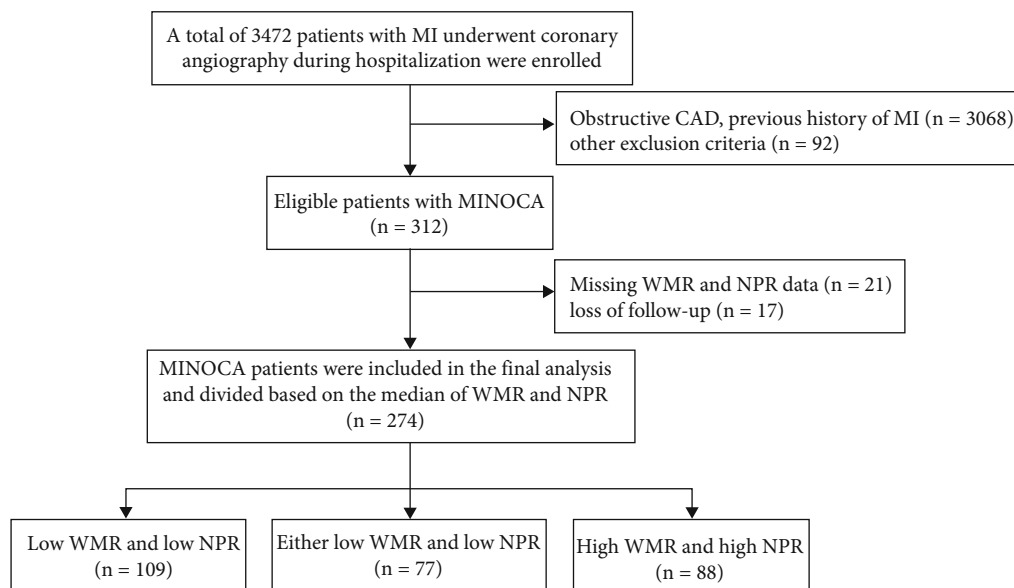 A total of 3472 patients with MI underwent coronary
angiography during hospitalization were enrolled
Obstructive CAD, previous history of MI (n = 3068)
other exclusion criteria (n = 92)
Eligible patients with MINOCA
(n = 312)
Missing WMR and NPR data (n = 21)
loss of follow-up (n = 17)
MINOCA patients were included in the final analysis
and divided based on the median of WMR and NPR
(n = 274)
Low WMR and low NPR
(n = 109)
Either low WMR and low NPR
(n = 77)
High WMR and high NPR
(n = 88)